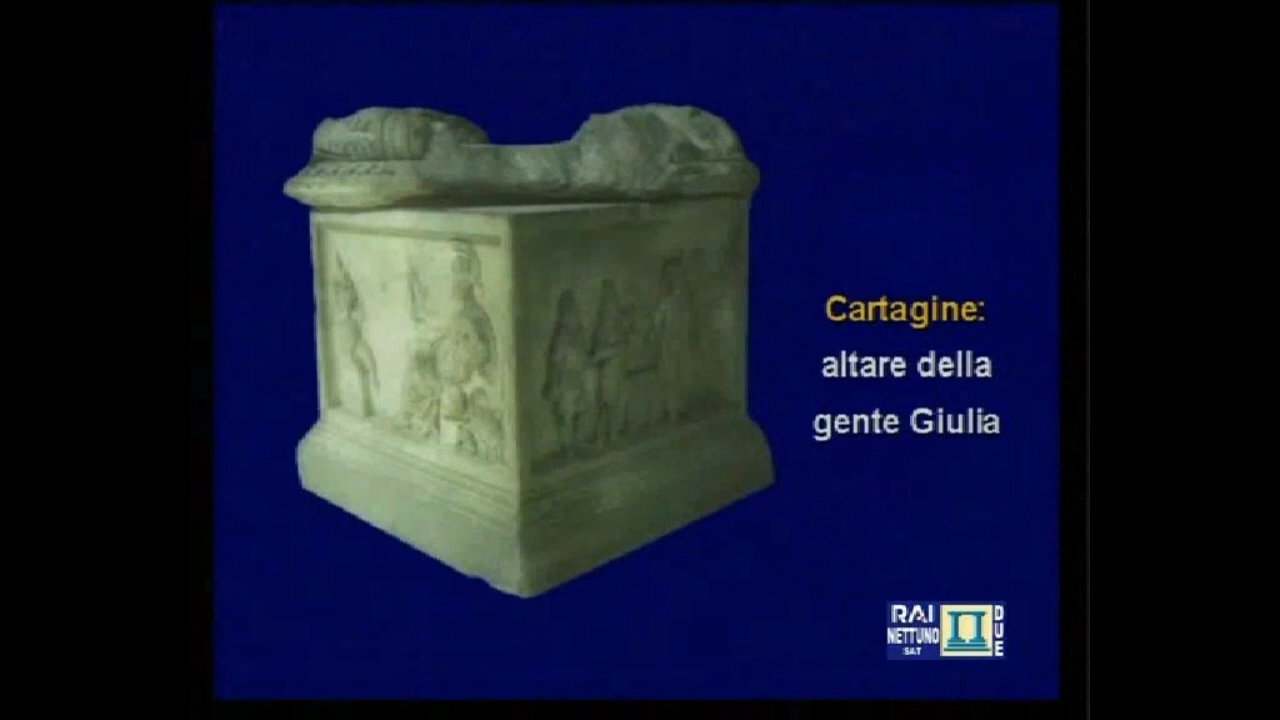 Cartagine:
altare della
gente Giulia
RAI
NETTUNO
SAT
DUE